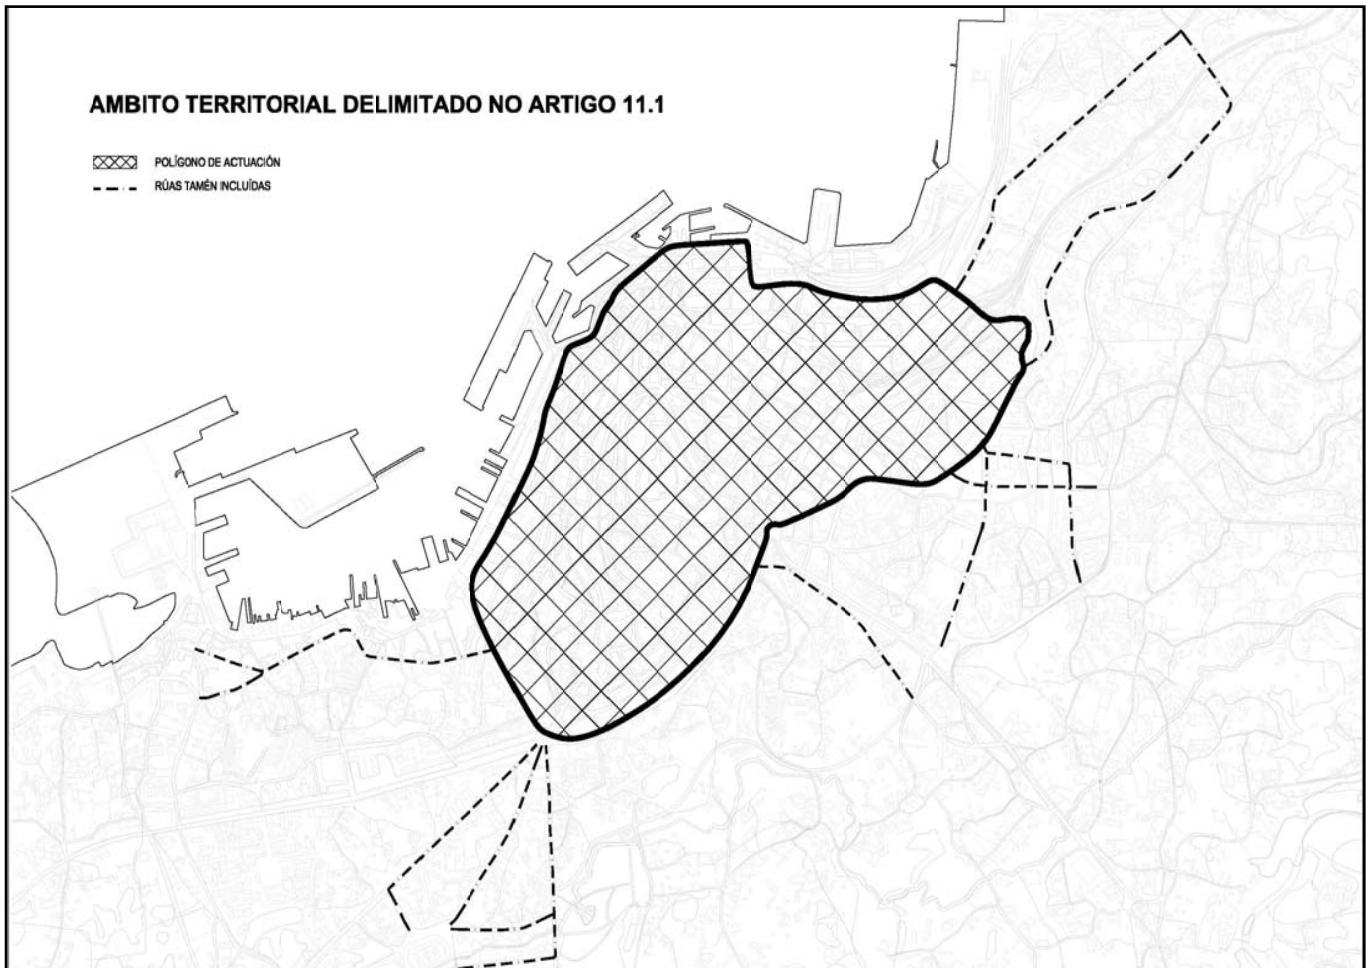 AMBITO TERRITORIAL DELIMITADO NO ARTIGO 11.1
POLÍGONO DE ACTUACIÓN
RÚAS TAMÉN INCLUÍDAS